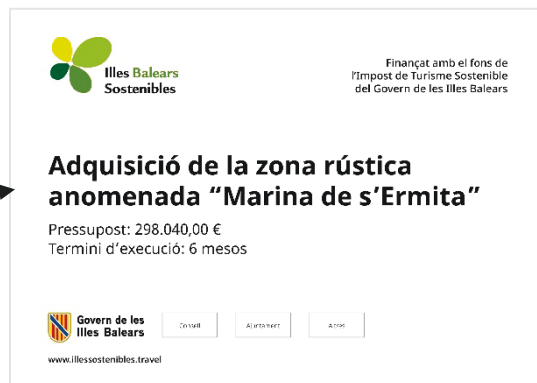 Illes Balears
Sostenibles
Finançat amb el fons de
l'Impost de Turisme Sostenible
del Govern de les Illes Balears
Adquisició de la zona rústica
anomenada “Marina de s’Ermita”
Pressupost: 298.040,00 €
Termini d’execució: 6 mesos
Govern de les
Illes Balears
Consell
Ajuntament
Altres
www.illessostenibles.travel